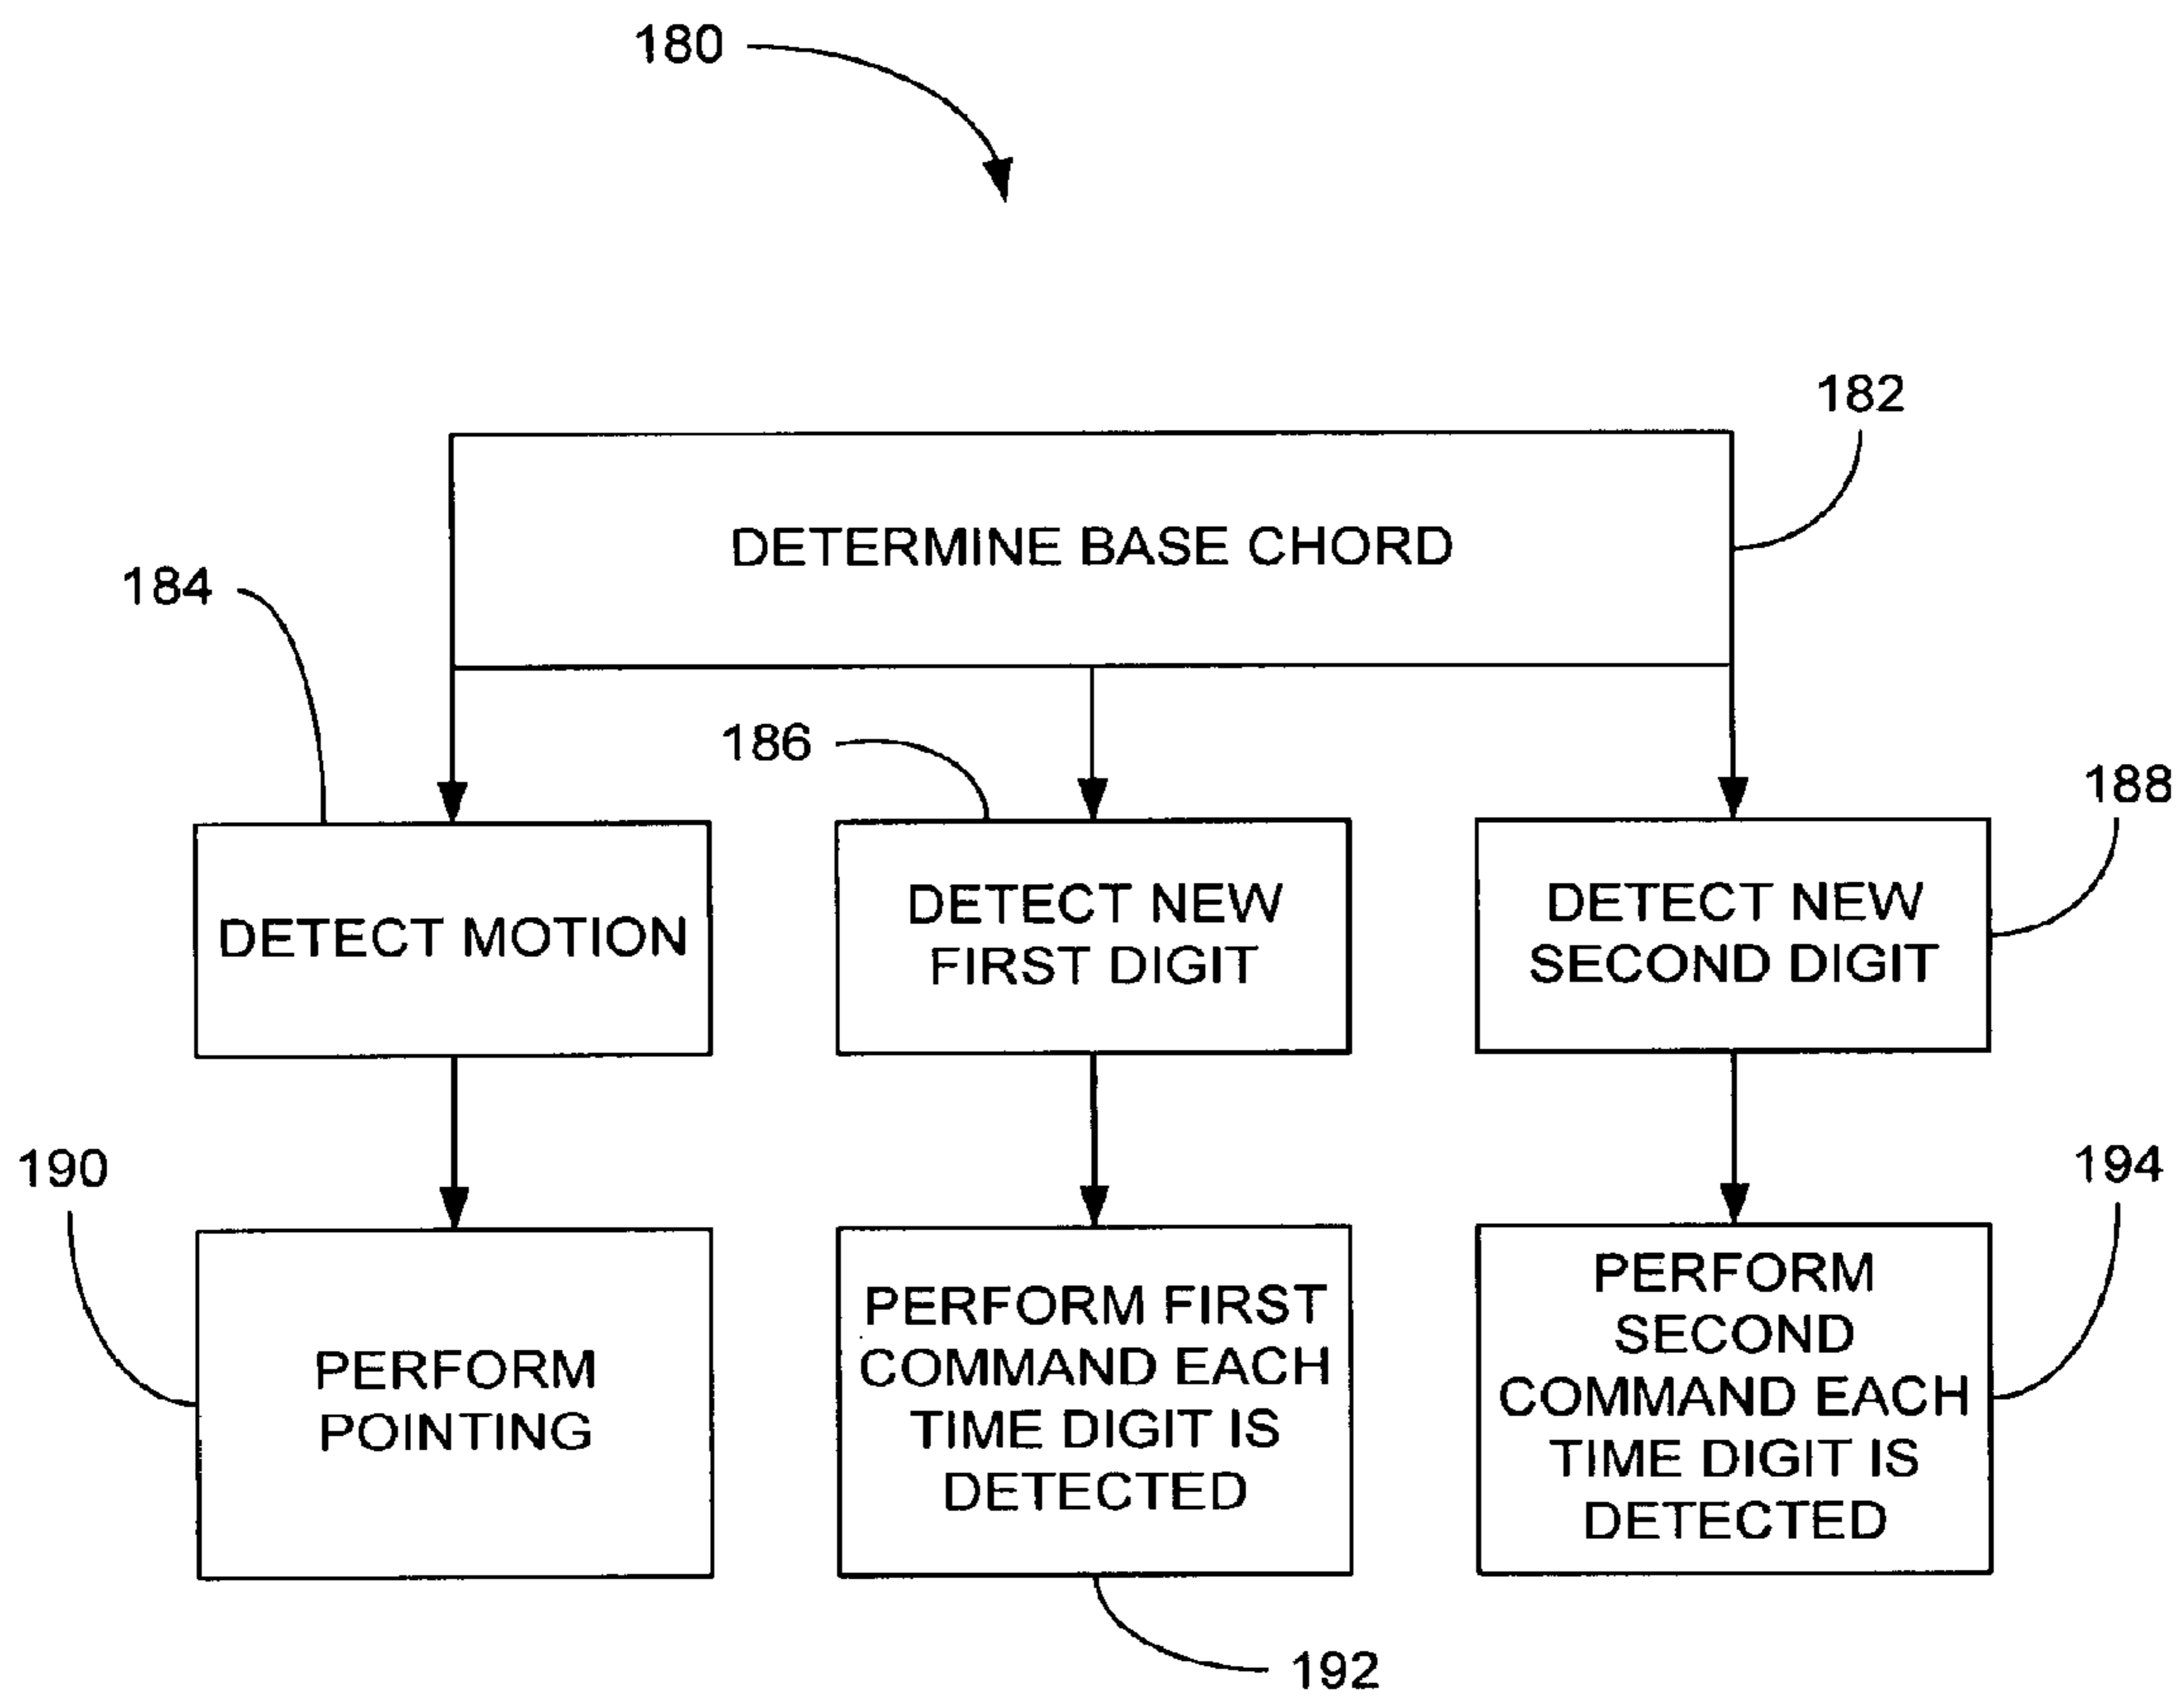 180
182
DETERMINE BASE CHORD
184
186
188
DETECT MOTION
DETECT NEW
FIRST DIGIT
DETECT NEW
SECOND DIGIT
190
194
PERFORM
POINTING
PERFORM FIRST
COMMAND EACH
TIME DIGIT IS
DETECTED
PERFORM
SECOND
COMMAND EACH
TIME DIGIT IS
DETECTED
192